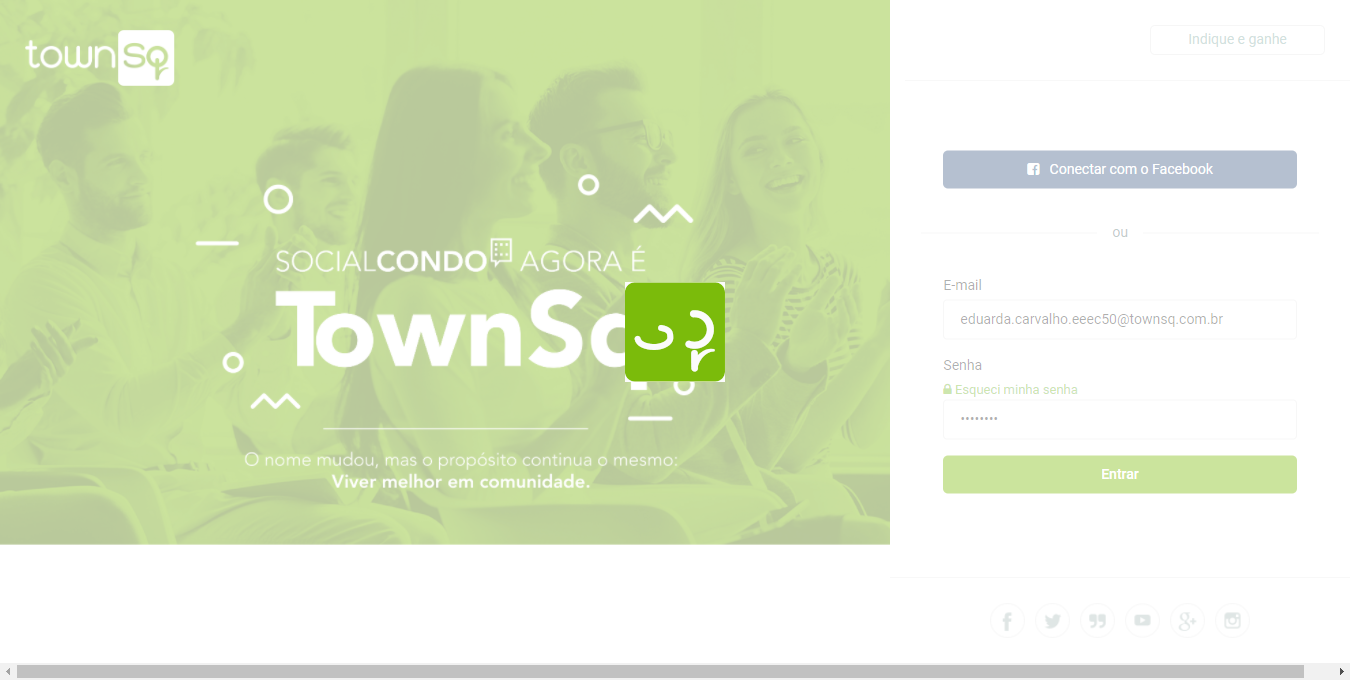 townSq
Indique e ganhe
Conectar com o Facebook
ou
SOCIALCONDO AGORA É
TownSq
E-mail
eduarda.carvalho.eeec50@townsq.com.br
Senha
Esqueci minha senha
••••••••
Entrar
O nome mudou, mas o propósito continua o mesmo:
Viver melhor em comunidade.